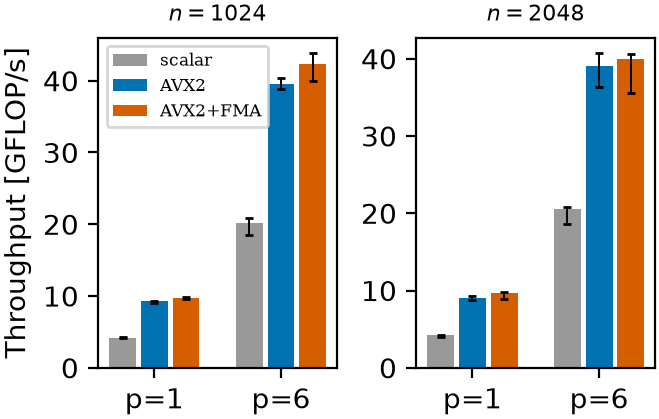 n = 1024
n = 2048
Throughput [GFLOP/s]
scalar
AVX2
AVX2+FMA
40
30
20
10
0
p=1
p=6
40
30
20
10
0
p=1
p=6